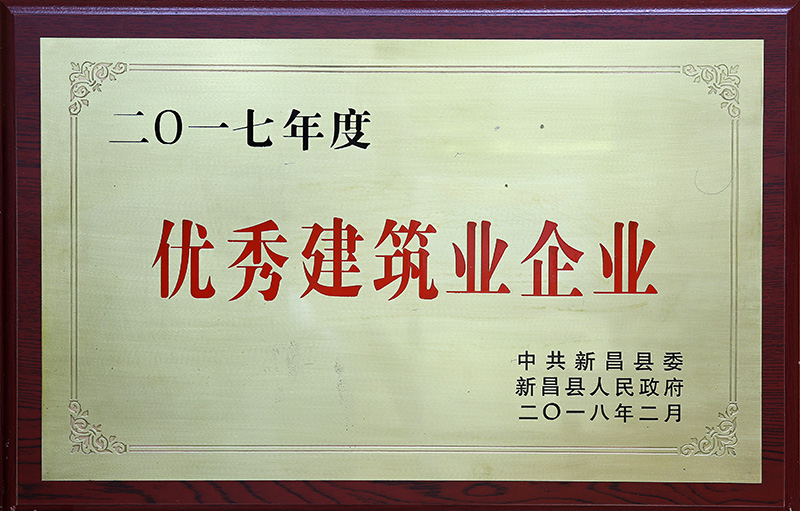 二〇一七年度
优秀建筑业企业
中共新昌县委
新昌县人民政府
二〇一八年二月